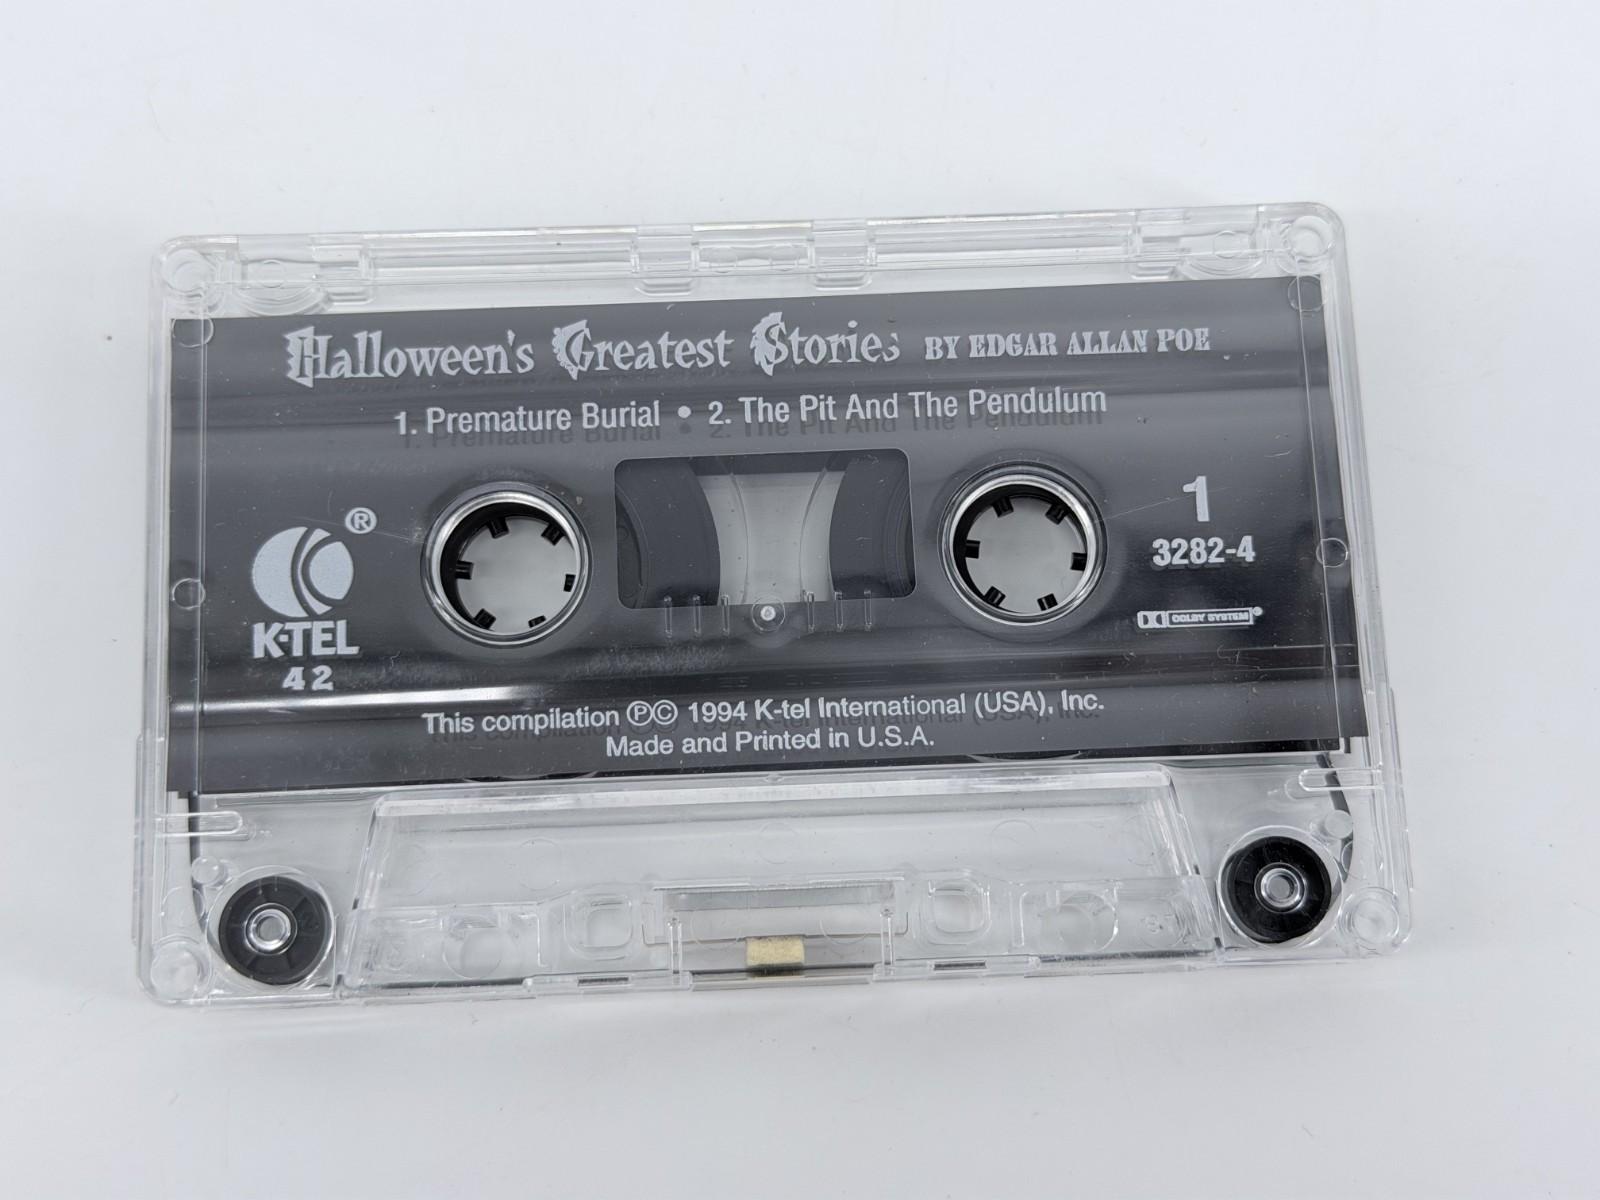 Halloween's Greatest Stories BY EDGAR ALLAN POE
1. Premature Burial • 2. The Pit And The Pendulum
®
K-TEL
42
1
3282-4
DOLBY SYSTEM®
This compilation ℗© 1994 K-tel International (USA), Inc.
Made and Printed in U.S.A.